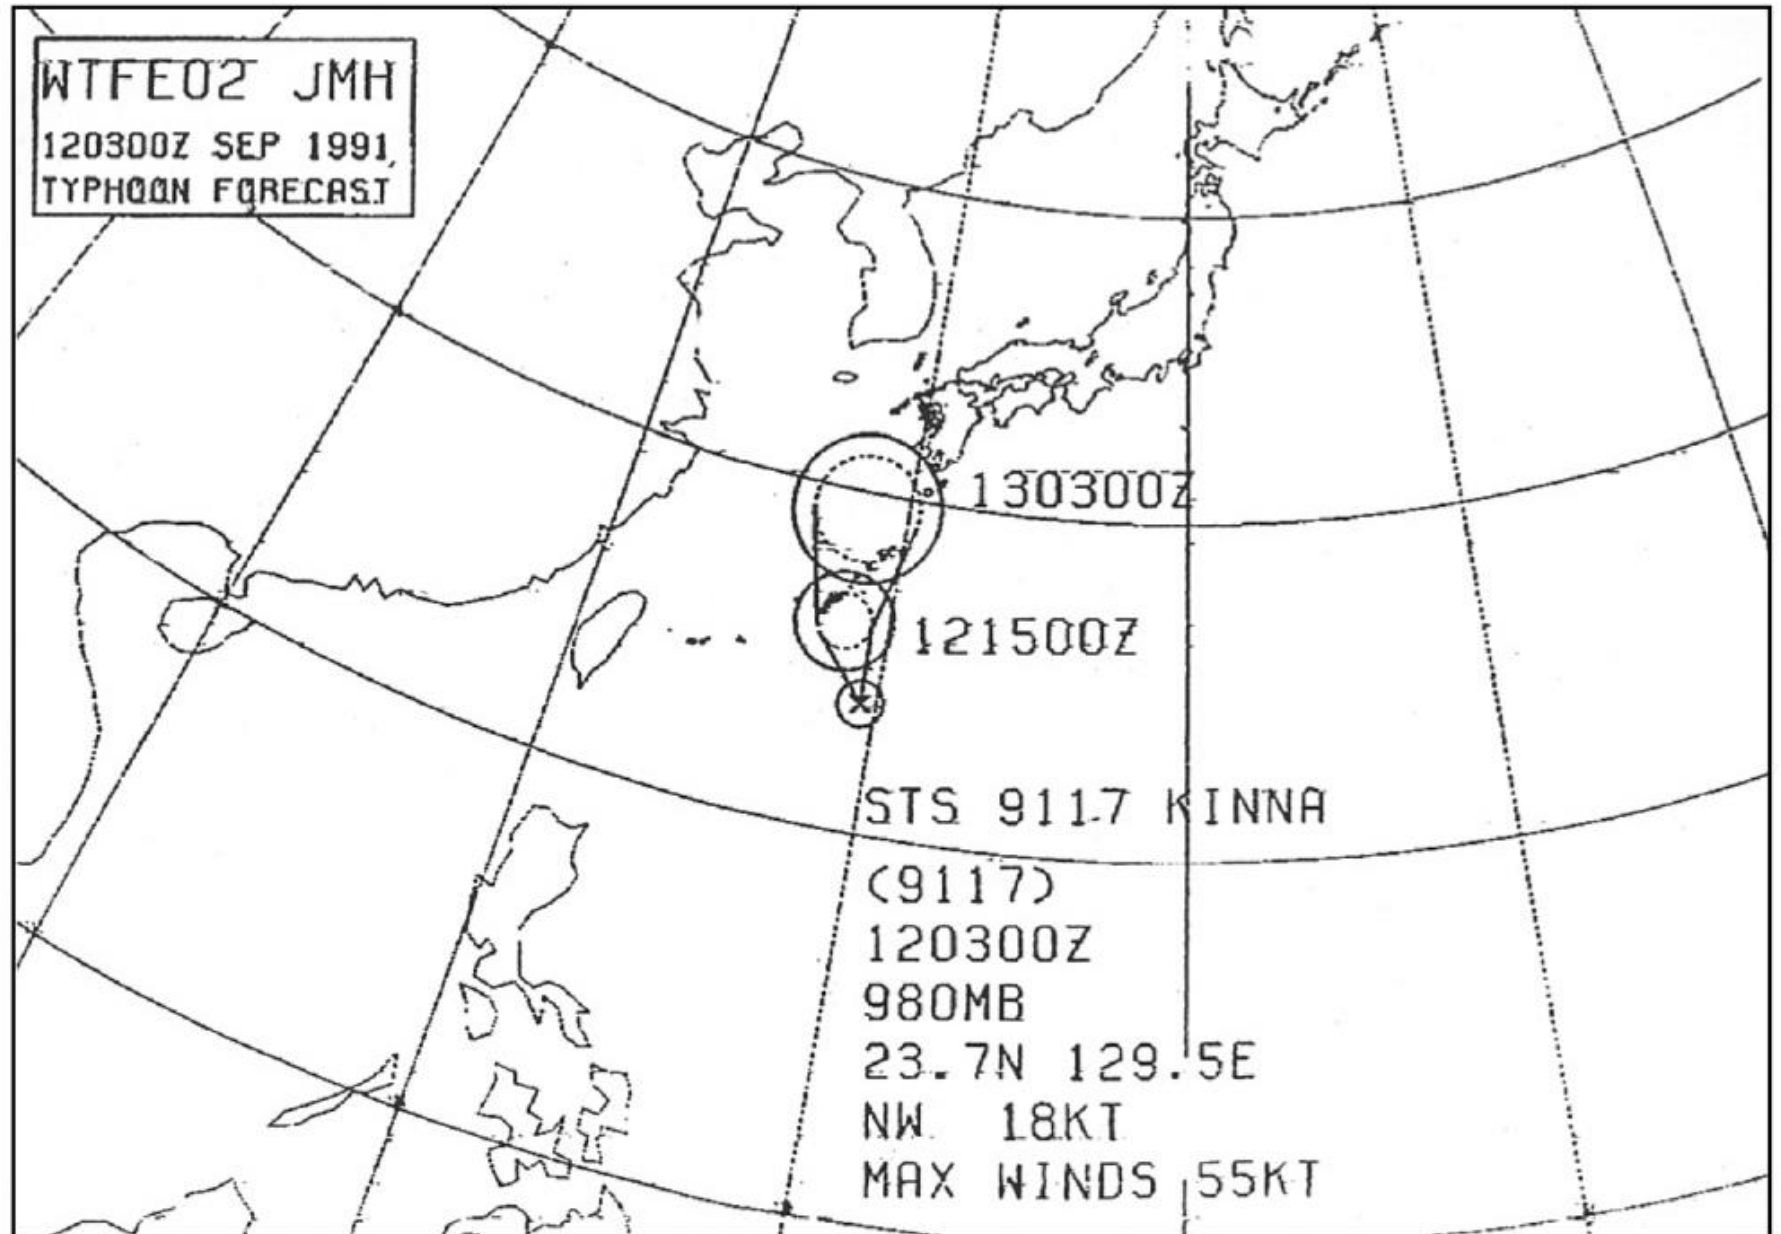 WTFE02 JMH
120300Z SEP 1991,
TYPHOON FORECAST
130300Z
121500Z
STS 9117 KINNA
(9117)
120300Z
980MB
23.7N 129.5E
NW 18KT
MAX WINDS 55KT